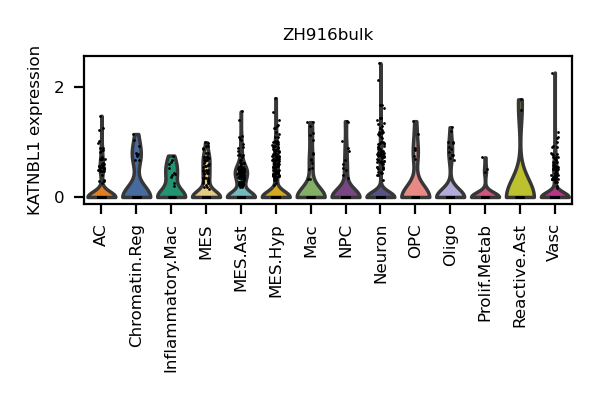 ZH916bulk
KATNBL1 expression
2
0
AC
Chromatin.Reg
Inflammatory.Mac
MES
MES.Ast
MES.Hyp
Mac
NPC
Neuron
OPC
Oligo
Prolif.Metab
Reactive.Ast
Vasc